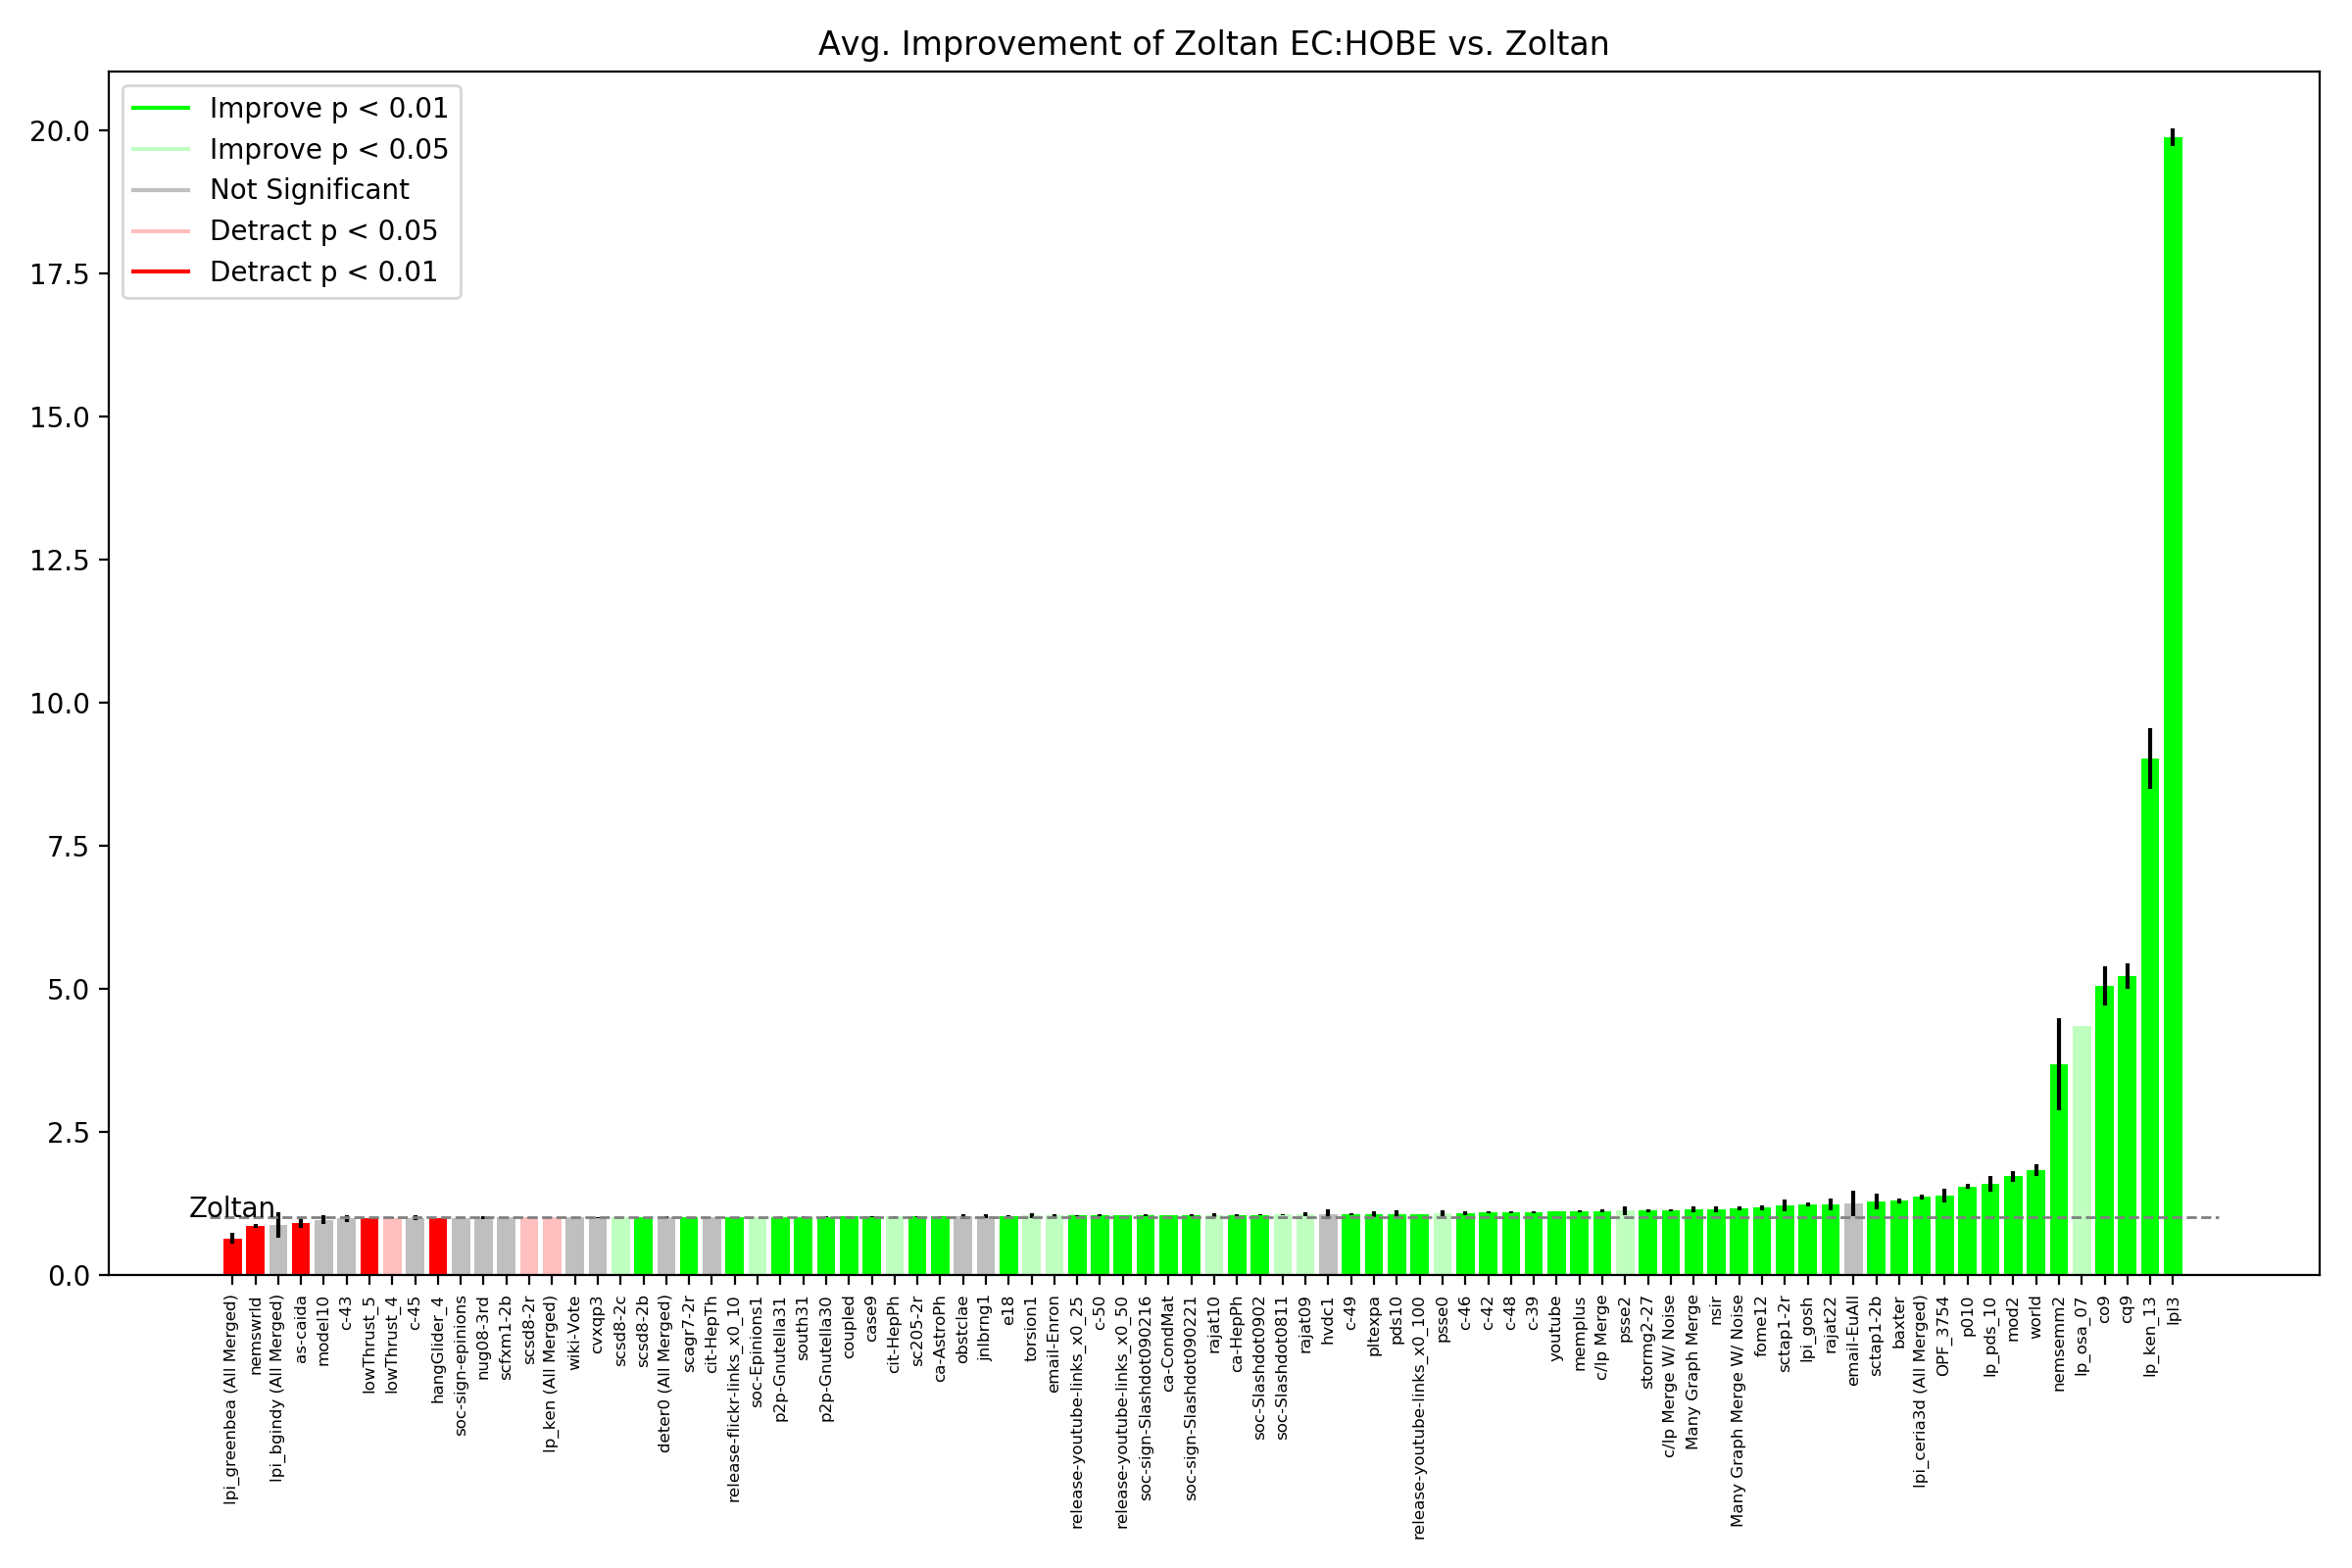 Avg. Improvement of Zoltan EC:HOBE vs. Zoltan
Improve p < 0.01
Improve p < 0.05
Not Significant
Detract p < 0.05
Detract p < 0.01
20.0
17.5
15.0
12.5
10.0
7.5
5.0
2.5
0.0
Zoltan
lpi_greenbea (All Merged)
nemswrld
lpi_bgindy (All Merged)
as-caida
model10
c-43
lowThrust_5
lowThrust_4
c-45
hangGlider_4
soc-sign-epinions
nug08-3rd
scfxm1-2b
scsd8-2r
lp_ken (All Merged)
wiki-Vote
cvxqp3
scsd8-2c
scsd8-2b
deter0 (All Merged)
scagr7-2r
cit-HepTh
release-flickr-links_x0_10
soc-Epinions1
p2p-Gnutella31
south31
p2p-Gnutella30
coupled
case9
cit-HepPh
sc205-2r
ca-AstroPh
obstclae
jnlbrng1
e18
torsion1
email-Enron
release-youtube-links_x0_25
c-50
release-youtube-links_x0_50
soc-sign-Slashdot090216
ca-CondMat
soc-sign-Slashdot090221
rajat10
ca-HepPh
soc-Slashdot0902
soc-Slashdot0811
rajat09
hvdc1
c-49
pltexpa
pds10
release-youtube-links_x0_100
psse0
c-46
c-42
c-48
c-39
youtube
memplus
c/lp Merge
psse2
stormg2-27
c/lp Merge W/ Noise
Many Graph Merge
nsir
Many Graph Merge W/ Noise
fome12
sctap1-2r
lpi_gosh
rajat22
email-EuAll
sctap1-2b
baxter
lpi_ceria3d (All Merged)
OPF_3754
p010
lp_pds_10
mod2
world
nemsemm2
lp_osa_07
co9
cq9
lp_ken_13
lpl3